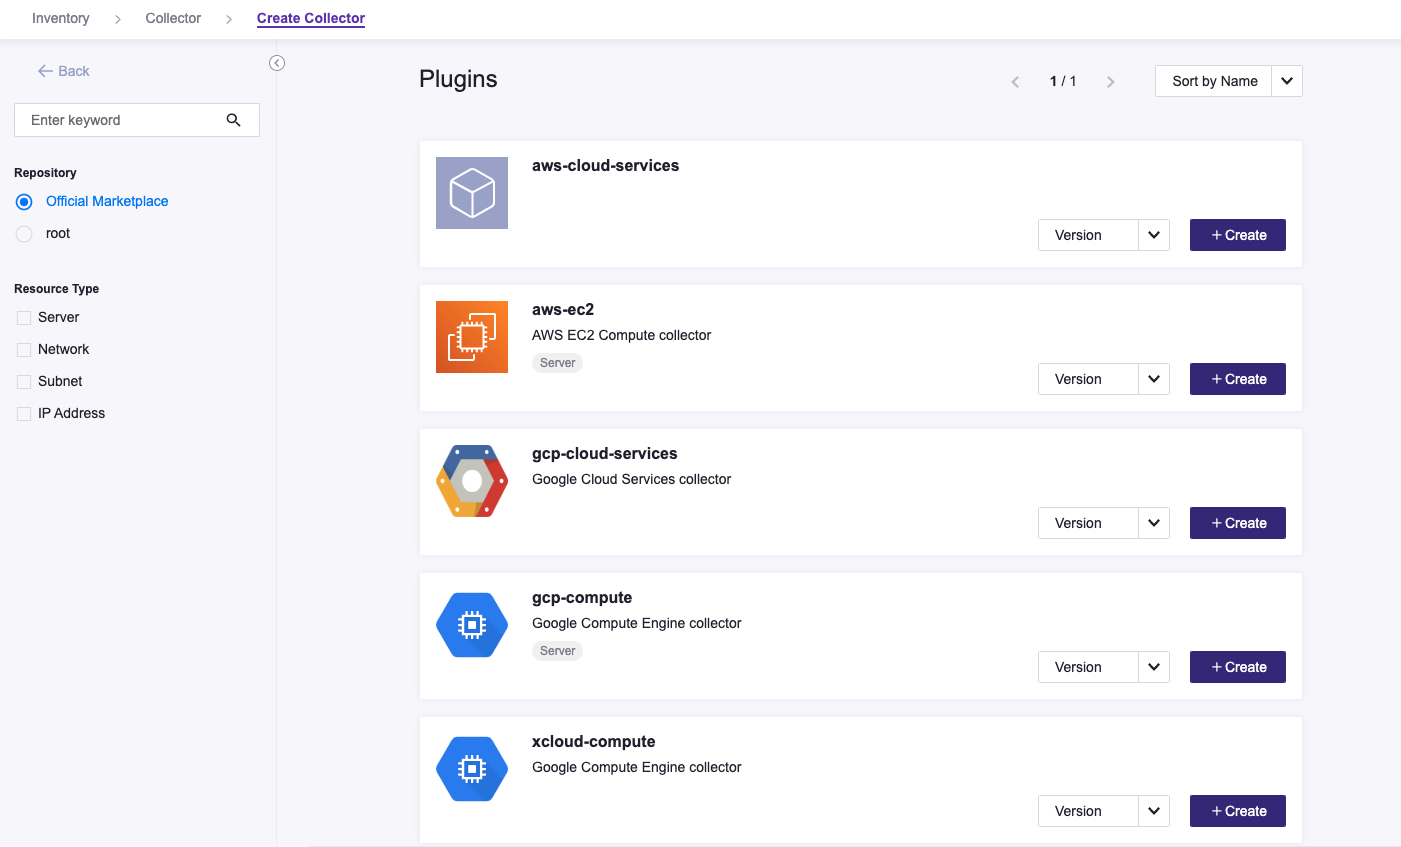 Inventory > Collector > Create Collector
Back
Enter keyword
Repository
Official Marketplace
root
Resource Type
Server
Network
Subnet
IP Address
Plugins
1 / 1
Sort by Name
aws-cloud-services
Version
+ Create
aws-ec2
AWS EC2 Compute collector
Server
Version
+ Create
gcp-cloud-services
Google Cloud Services collector
Version
+ Create
gcp-compute
Google Compute Engine collector
Server
Version
+ Create
xcloud-compute
Google Compute Engine collector
Version
+ Create